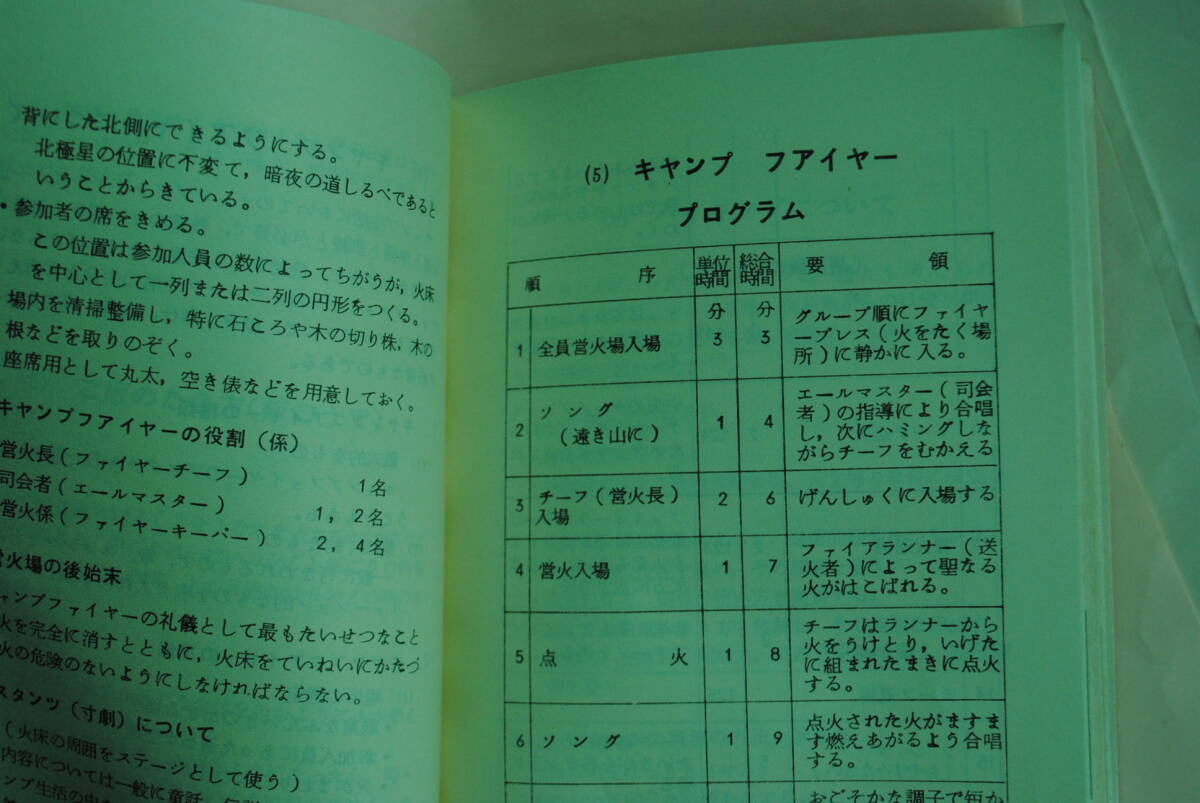 背にした北側にできるようにする。
北極星の位置に不変て，暗夜の道しるべであると
いうことからきている。
・参加者の席をきめる。
この位置は参加人員の数によってちがうが，火床
を中心として一列または二列の円形をつくる。
場内を清掃整備し，特に石ころや木の切り株，木の
根などを取りのぞく。
座席用として丸太，空き俵などを用意しておく。
キャンプフアイヤーの役割（係）
営火長（ファイヤーチーフ） 1名
司会者（エールマスター） 1，2名
営火係（ファイヤーキーパー） 2，4名
営火場の後始末
ャンプファイヤーの礼儀として最もたいせつなこと
火を完全に消すとともに，火床をていねいにかたづ
火の危険のないようにしなければならない。
スタンツ（寸劇）について
（火床の周囲をステージとして使う）
内容については一般に童話，
(5) キャンプ フアイヤー
プログラム
順 序 単位時間 総合時間 要 領
分 分
1 全員営火場入場 3 3 グループ順にファイヤ
ープレス（火をたく場
所）に静かに入る。
2 ソング
（遠き山に） 1 4 エールマスター（司会
者）の指導により合唱
し，次にハミングしな
がらチーフをむかえる
3 チーフ（営火長）
入場 2 6 げんしゅくに入場する
4 営火入場 1 7 ファイアランナー（送
火者）によって聖なる
火がはこばれる。
5 点 火 1 8 チーフはランナーから
火をうけとり，いげた
に組まれたまきに点火
する。
6 ソング 1 9 点火された火がますま
す燃えあがるよう合唱
する。
おごそかな調子で短か